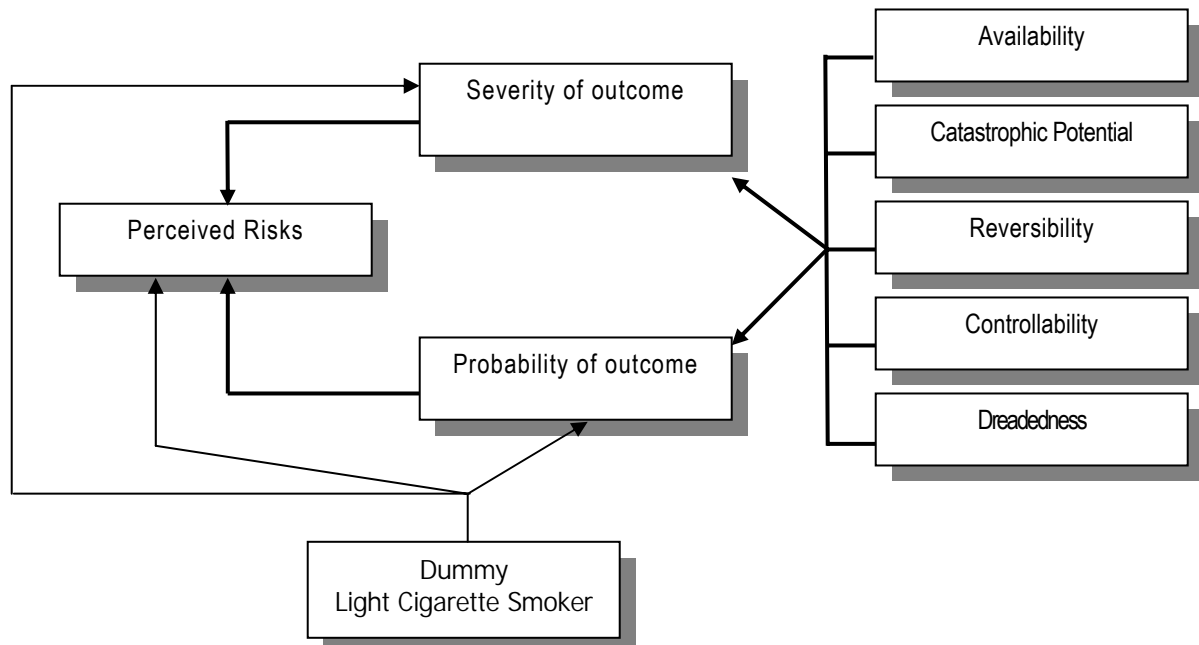 Availability
Severity of outcome
Catastrophic Potential
Perceived Risks
Reversibility
Controllability
Probability of outcome
Dreadedness
Dummy
Light Cigarette Smoker